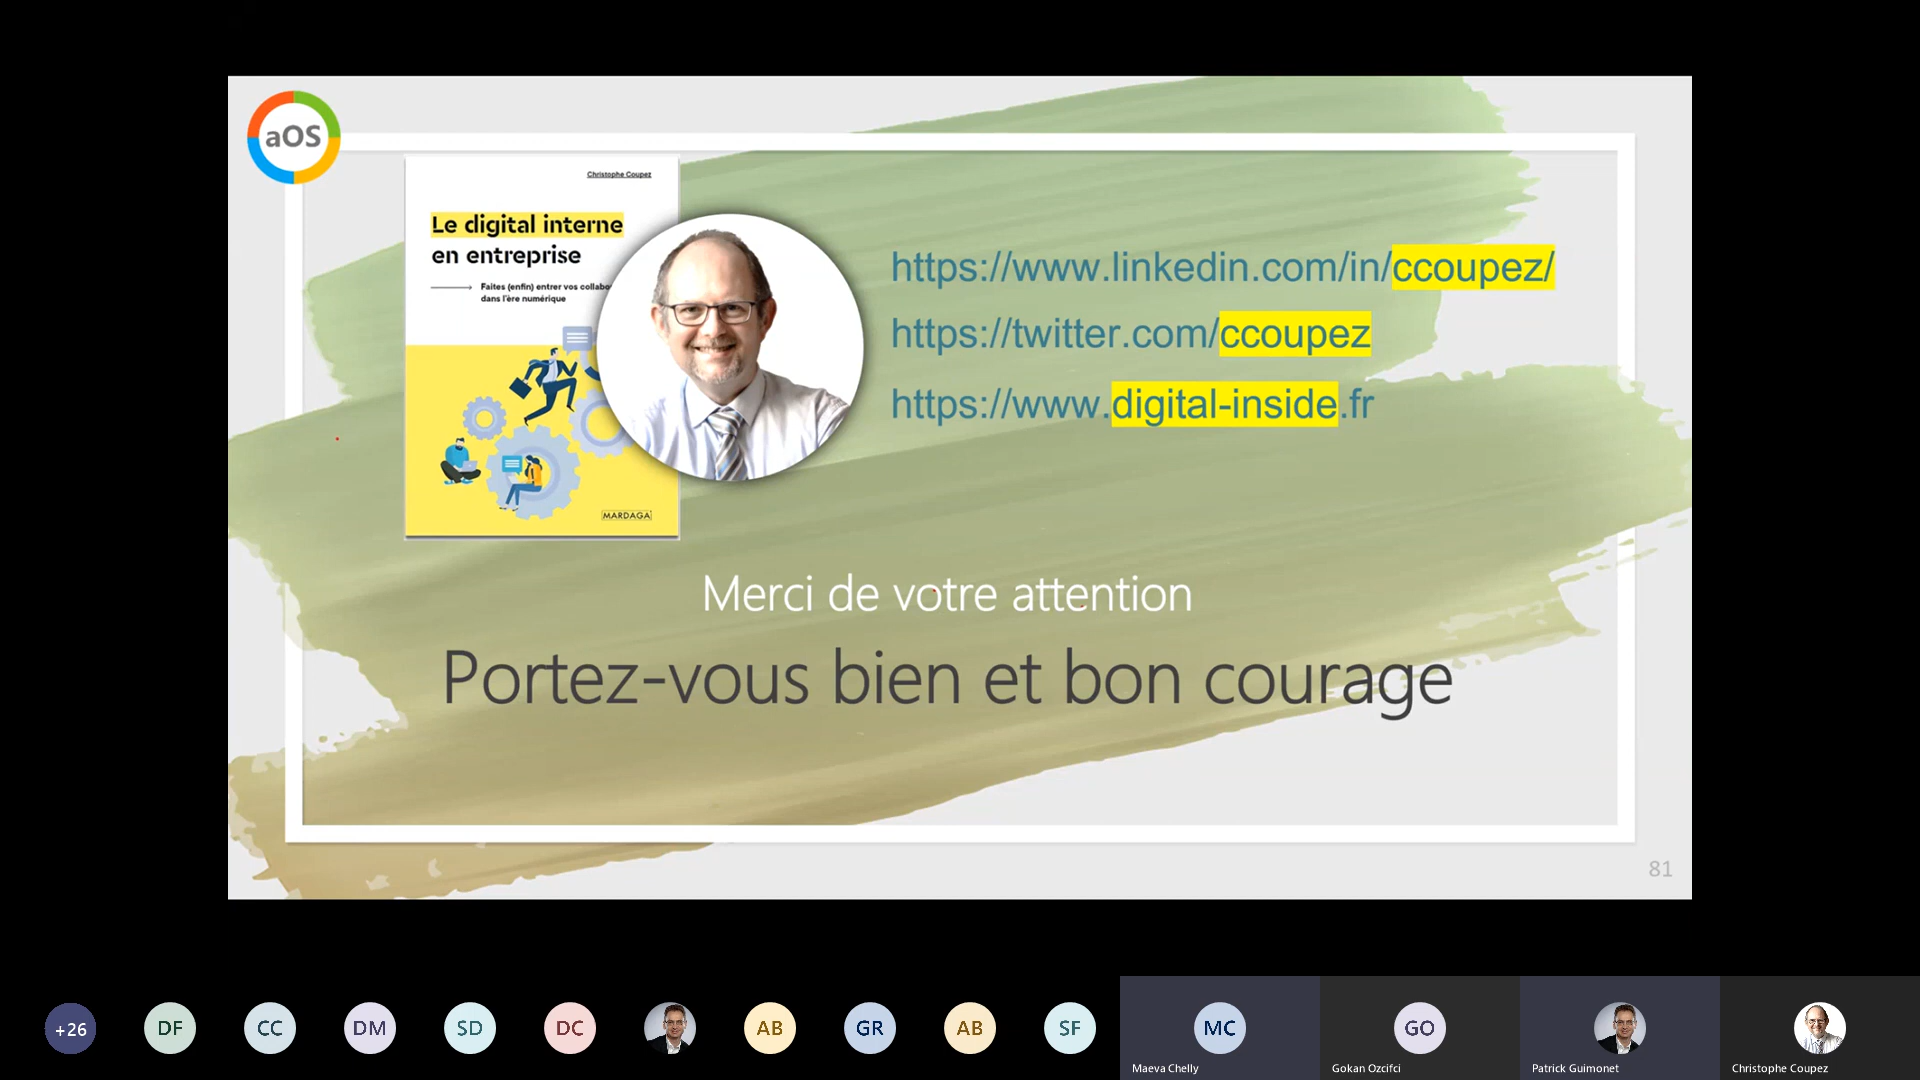 aOS
Christophe Coupez
Le digital interne
en entreprise
Faites (enfin) entrer vos
dans l'ère numérique
MARDAGA
https://www.linkedin.com/in/ccoupez/
https://twitter.com/ccoupez
https://www.digital-inside.fr
Merci de votre attention
Portez-vous bien et bon courage
81
+26
DF
CC
DM
SD
DC
AB
GR
AB
SF
MC
Maeva Chelly
GO
Gokan Ozcifci
Patrick Guimonet
Christophe Coupez